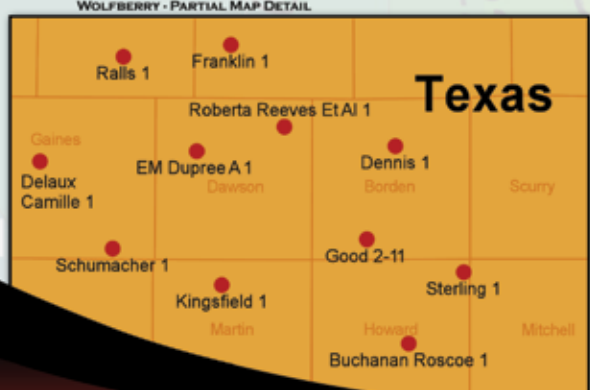 WOLFBERRY - PARTIAL MAP DETAIL
Franklin 1
Ralls 1
Texas
Roberta Reeves Et Al 1
Gaines
Dennis 1
EM Dupree A 1
Delaux
Camille 1
Dawson
Borden
Scurry
Good 2-11
Schumacher 1
Sterling 1
Kingsfield 1
Martin
Howard
Mitchell
Buchanan Roscoe 1